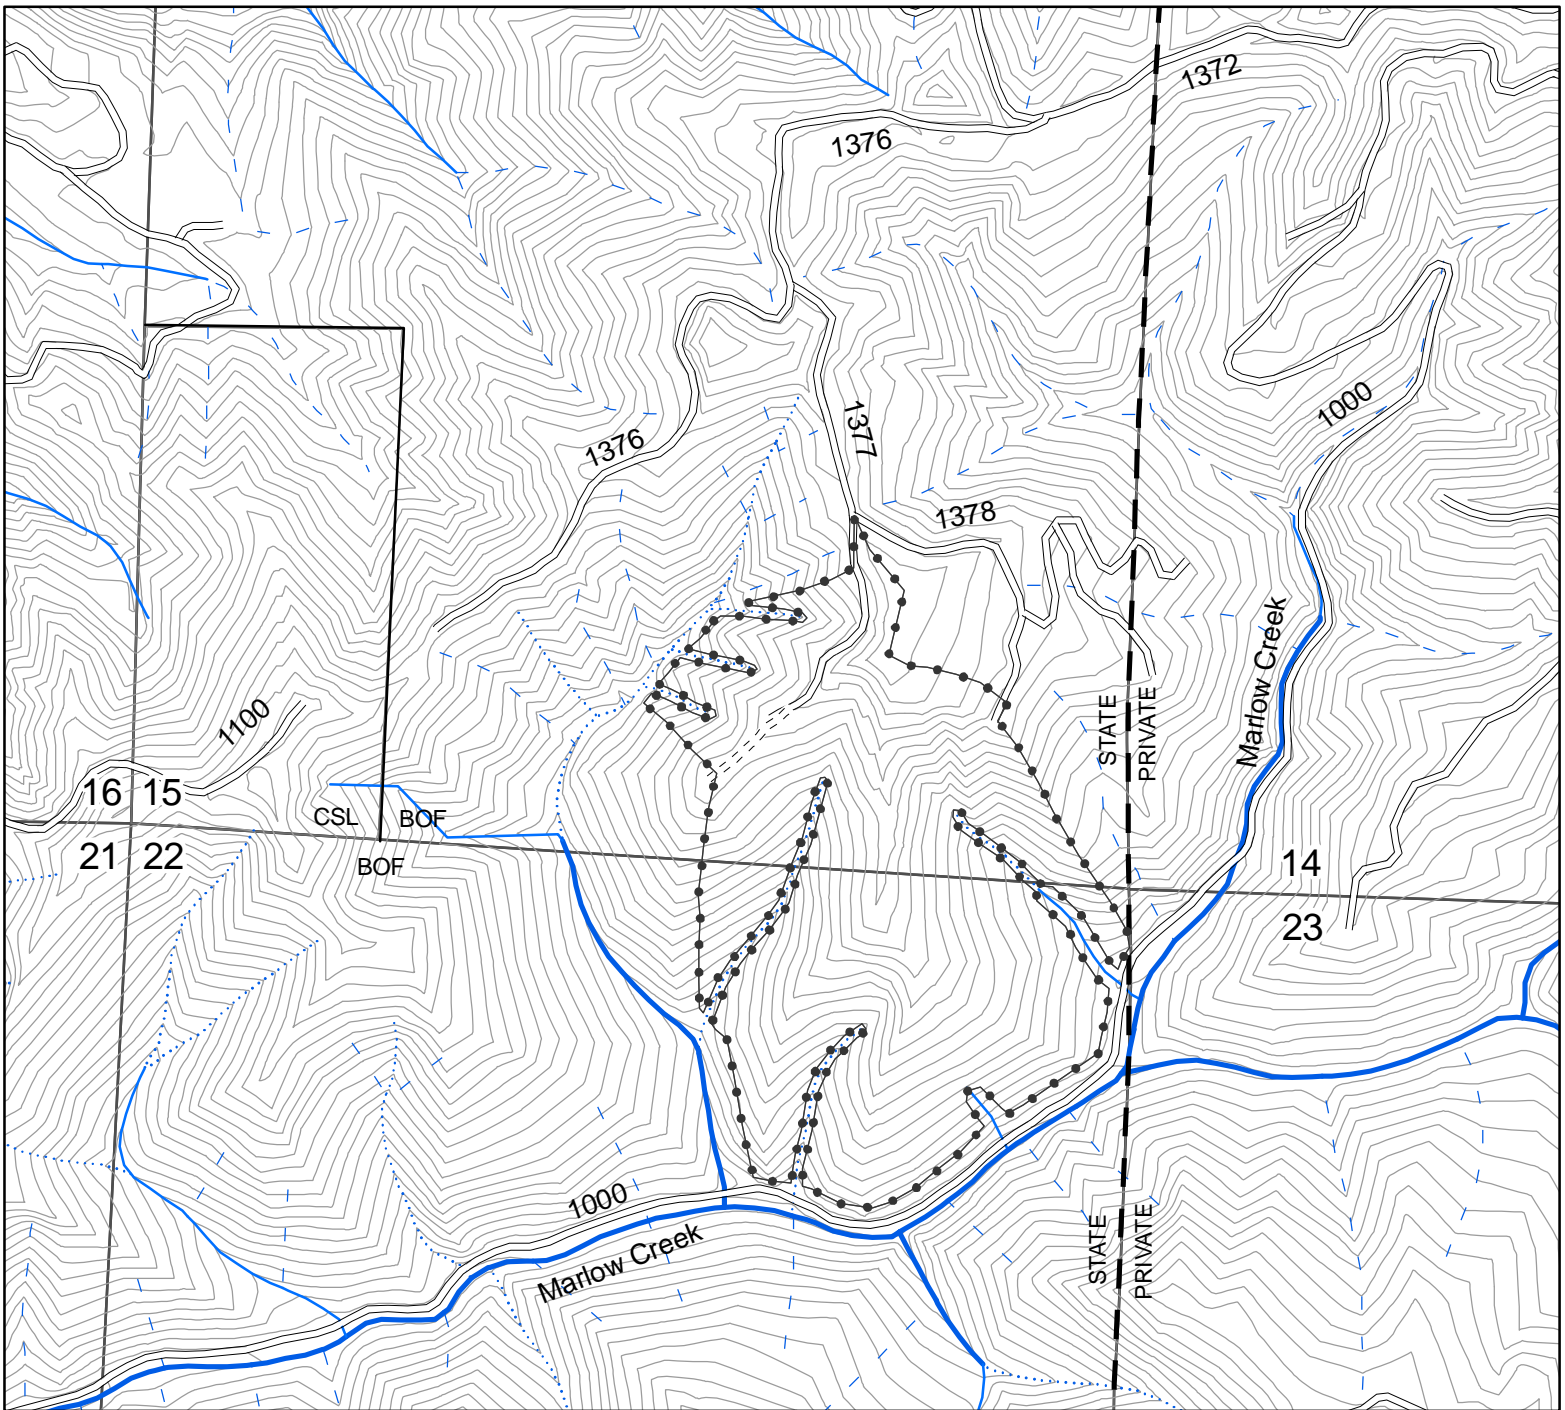 1372
1376
1000
1377
1376
1378
Marlow Creek
STATE
PRIVATE
1100
16 15
CSL BOF
21 22
BOF
14
23
1000
STATE
PRIVATE
Marlow Creek